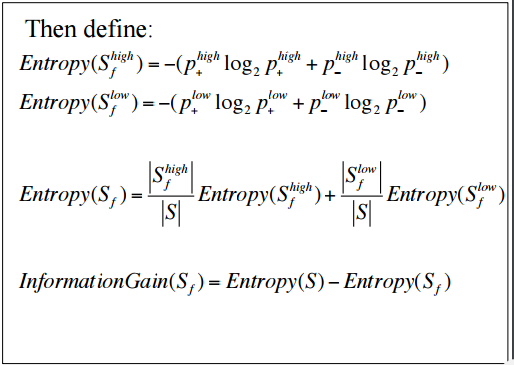 Then define:
Entropy(S_f^high) = −(p_+^high log_2 p_+^high + p_−^high log_2 p_−^high)
Entropy(S_f^low) = −(p_+^low log_2 p_+^low + p_−^low log_2 p_−^low)
Entropy(S_f) = |S_f^high| / |S| Entropy(S_f^high) + |S_f^low| / |S| Entropy(S_f^low)
InformationGain(S_f) = Entropy(S) − Entropy(S_f)